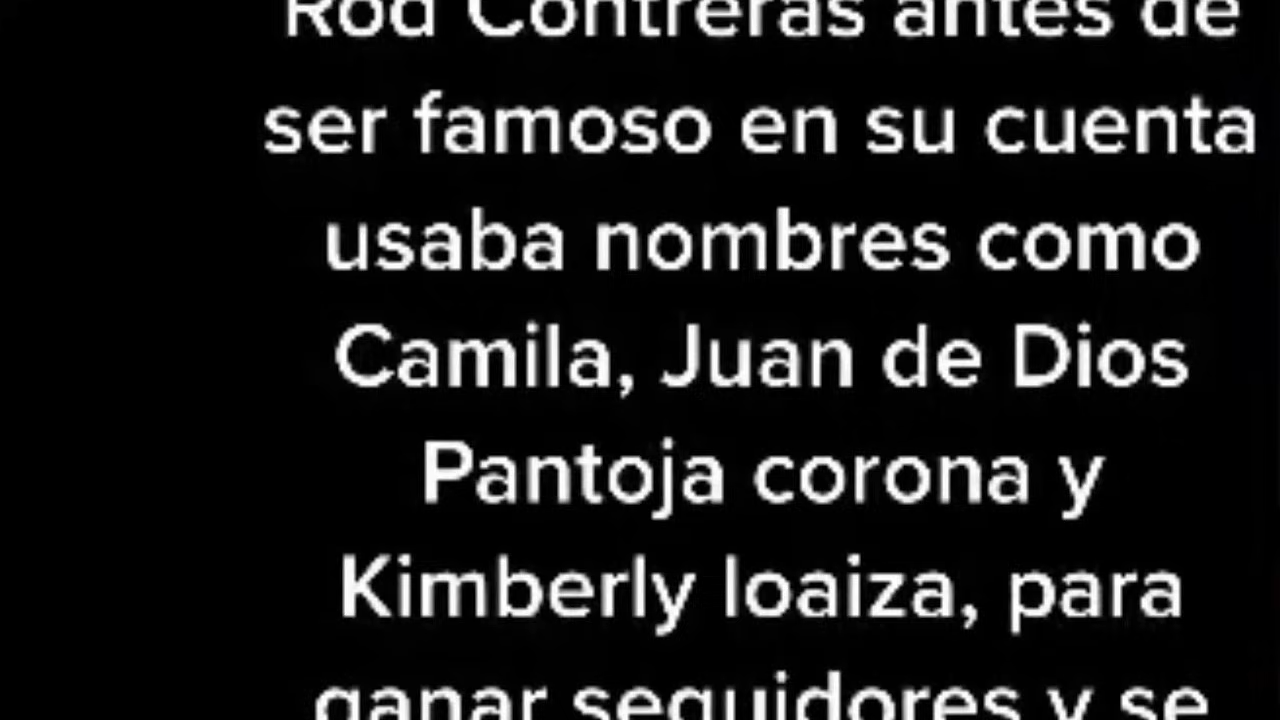 Rod Contreras antes de
ser famoso en su cuenta
usaba nombres como
Camila, Juan de Dios
Pantoja corona y
Kimberly loaiza, para
ganar seguidores y se